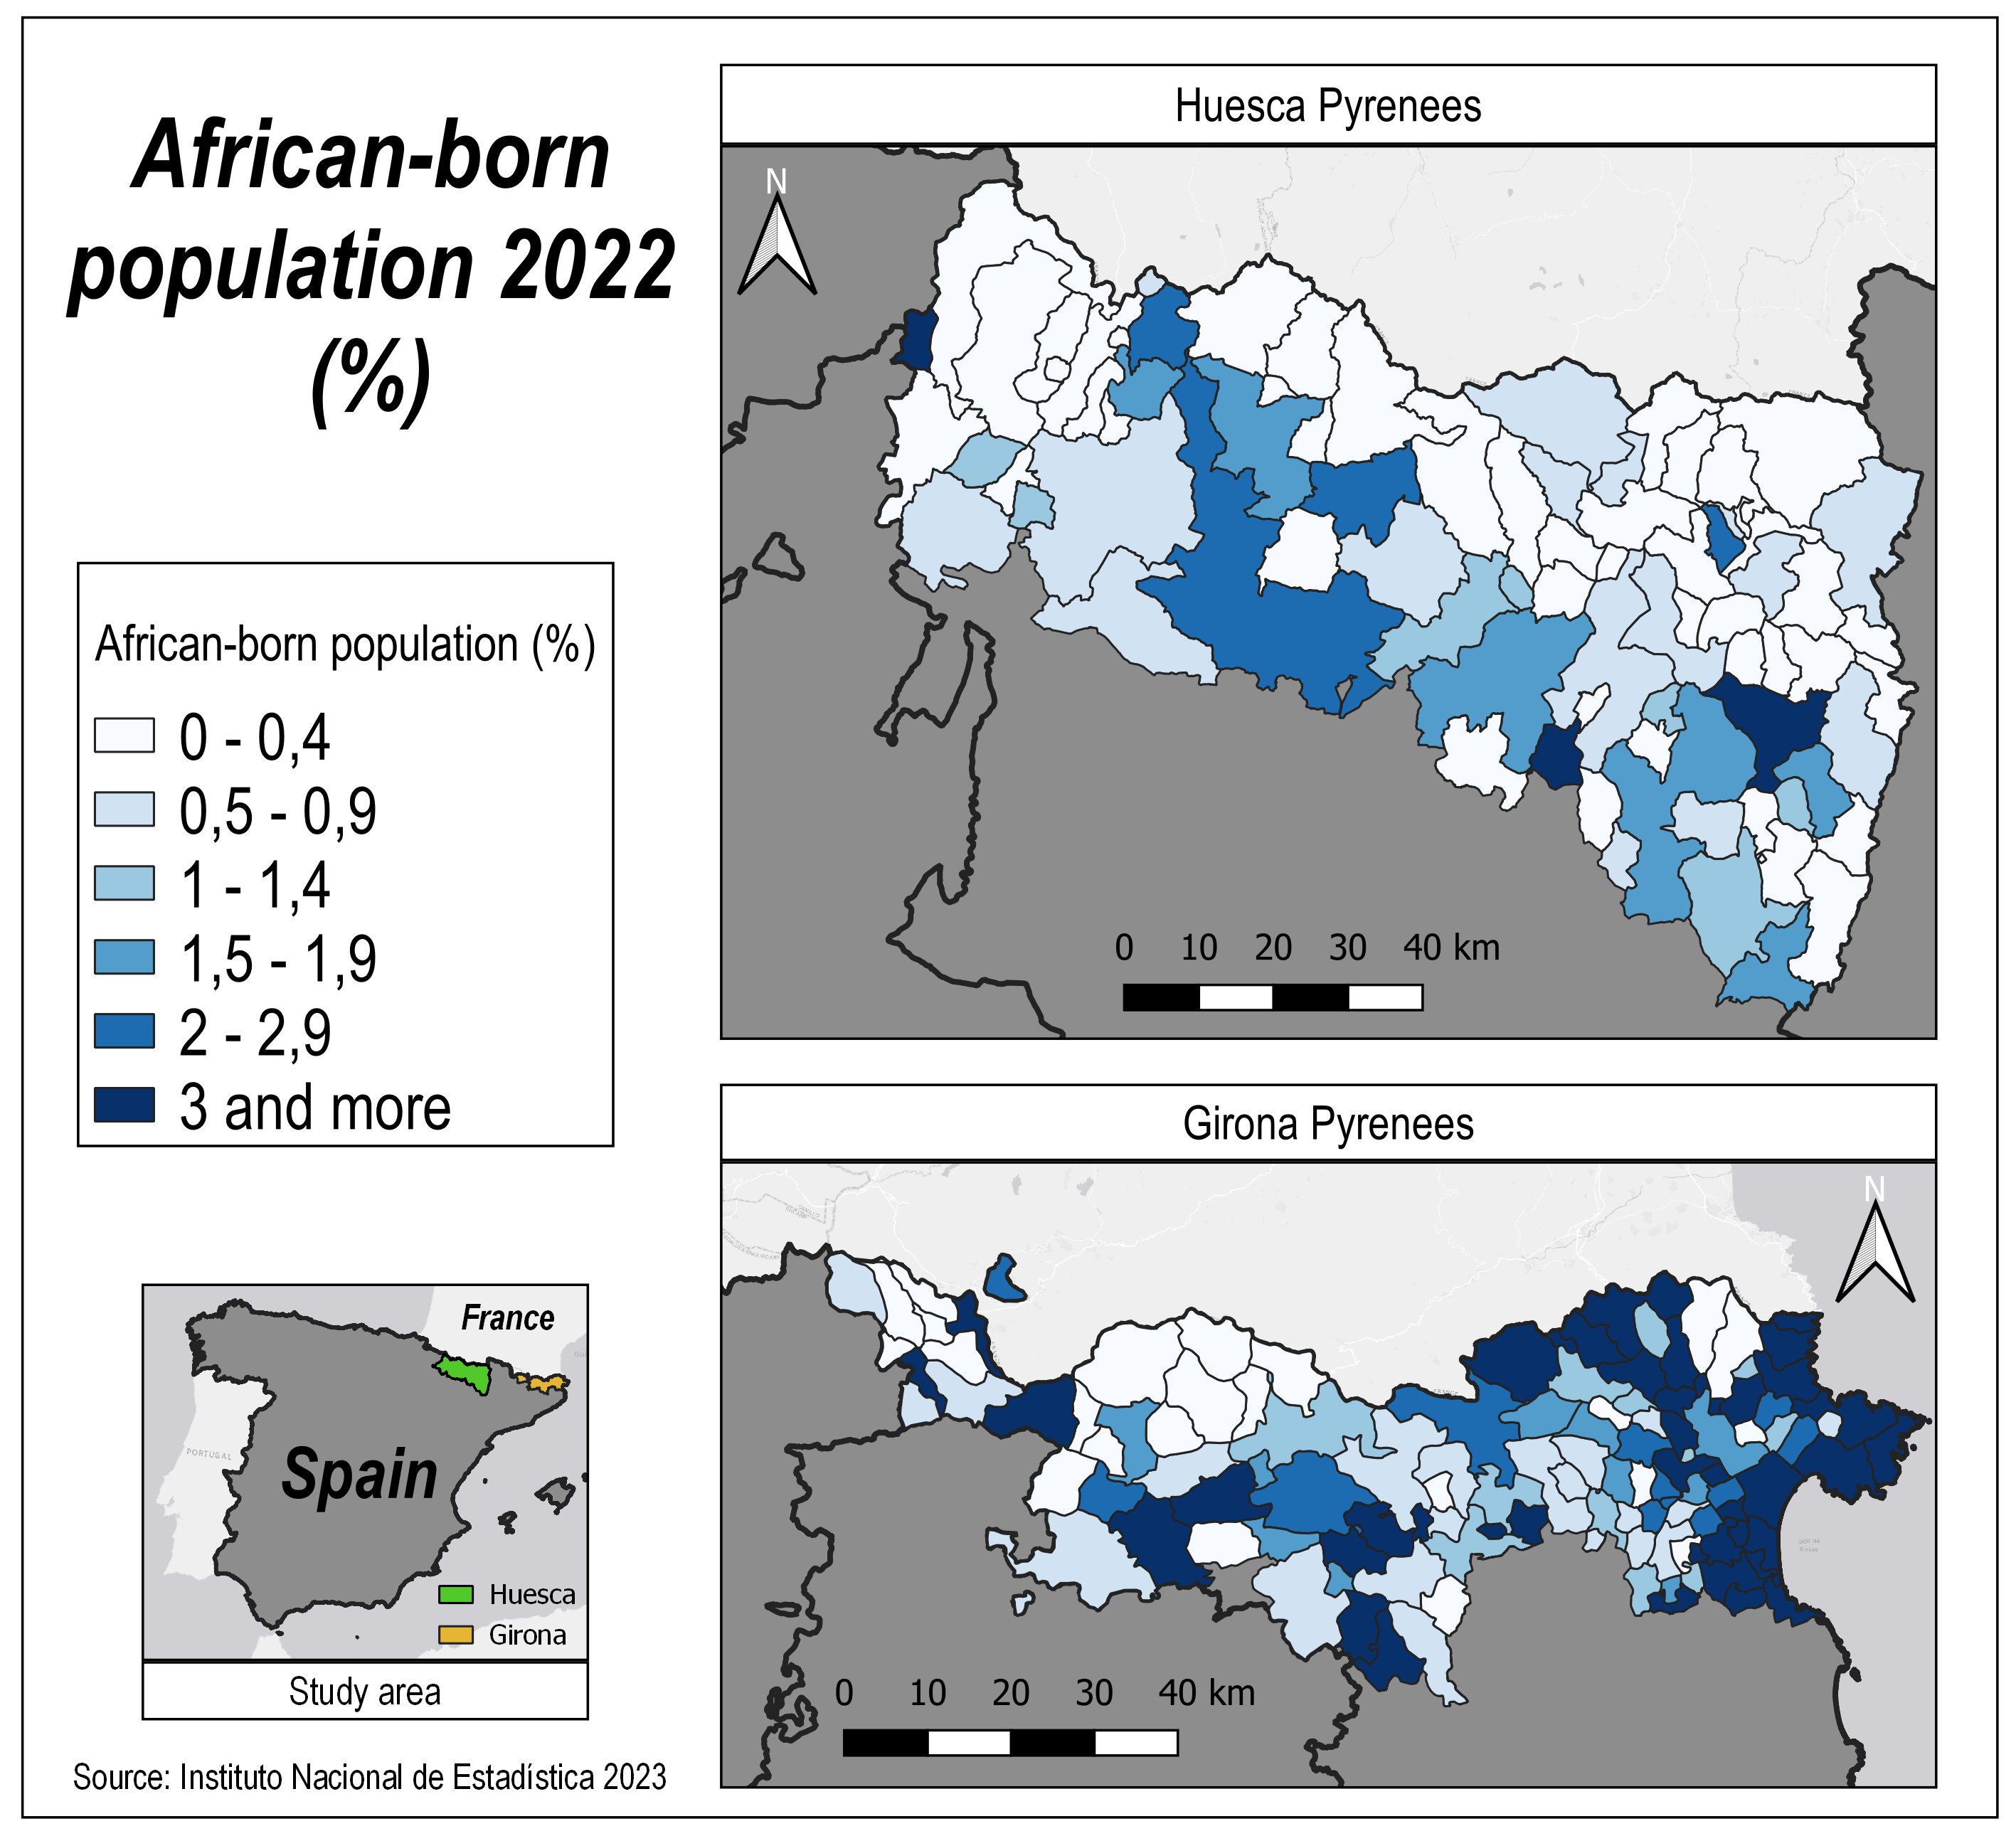 African-born
population 2022
(%)
African-born population (%)
0 - 0,4
0,5 - 0,9
1 - 1,4
1,5 - 1,9
2 - 2,9
3 and more
Huesca Pyrenees
N
0 10 20 30 40 km
Girona Pyrenees
N
0 10 20 30 40 km
France
PORTUGAL
Spain
Huesca
Girona
Study area
Source: Instituto Nacional de Estadística 2023